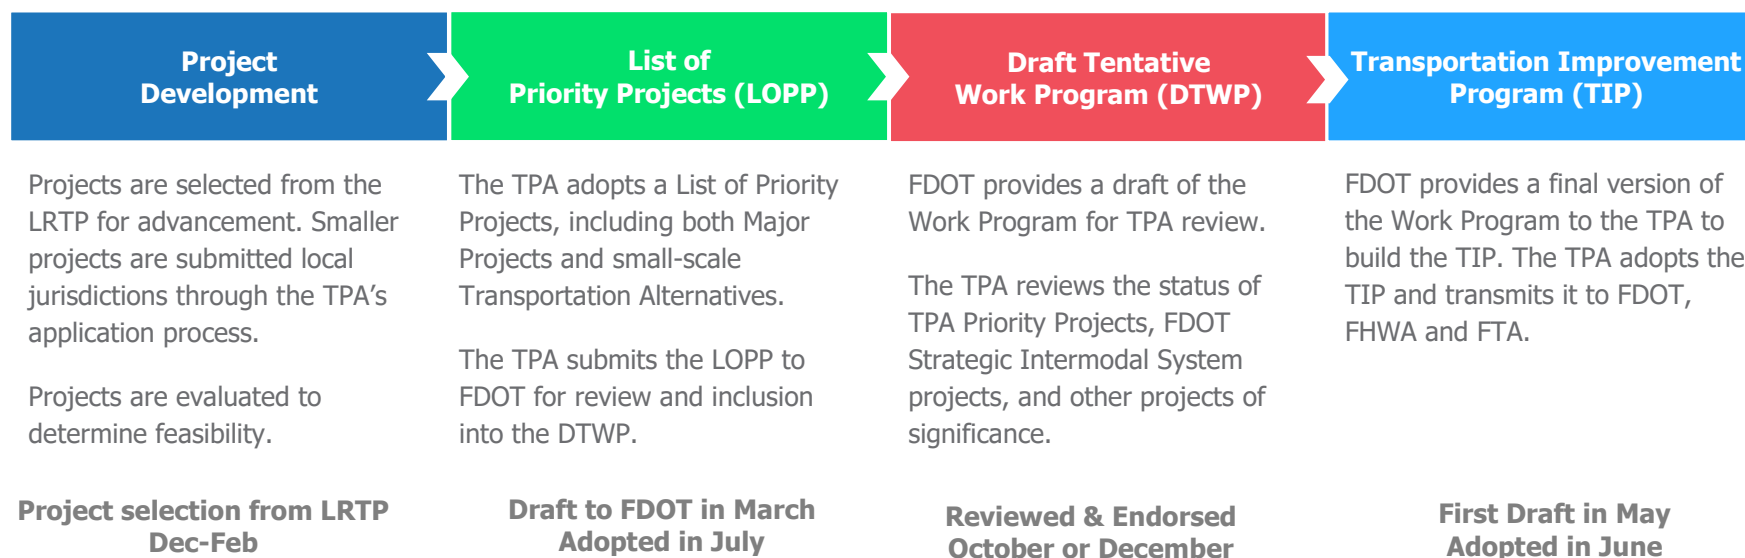 Project
Development
List of
Priority Projects (LOPP)
Draft Tentative
Work Program (DTWP)
Transportation Improvement
Program (TIP)
Projects are selected from the
LRTP for advancement. Smaller
projects are submitted local
jurisdictions through the TPA’s
application process.
Projects are evaluated to
determine feasibility.
Project selection from LRTP
Dec-Feb
The TPA adopts a List of Priority
Projects, including both Major
Projects and small-scale
Transportation Alternatives.
The TPA submits the LOPP to
FDOT for review and inclusion
into the DTWP.
Draft to FDOT in March
Adopted in July
FDOT provides a draft of the
Work Program for TPA review.
The TPA reviews the status of
TPA Priority Projects, FDOT
Strategic Intermodal System
projects, and other projects of
significance.
Reviewed & Endorsed
October or December
FDOT provides a final version of
the Work Program to the TPA to
build the TIP. The TPA adopts the
TIP and transmits it to FDOT,
FHWA and FTA.
First Draft in May
Adopted in June